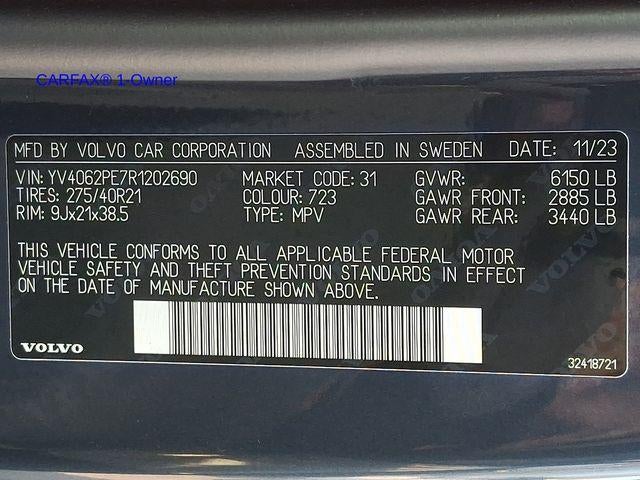 CARFAX® 1-Owner
MFD BY VOLVO CAR CORPORATION ASSEMBLED IN SWEDEN DATE: 11/23
VIN: YV4062PE7R1202690 MARKET CODE: 31 GVWR: 6150 LB
TIRES: 275/40R21 COLOUR: 723 GAWR FRONT: 2885 LB
RIM: 9Jx21x38.5 TYPE: MPV GAWR REAR: 3440 LB
THIS VEHICLE CONFORMS TO ALL APPLICABLE FEDERAL MOTOR
VEHICLE SAFETY AND THEFT PREVENTION STANDARDS IN EFFECT
ON THE DATE OF MANUFACTURE SHOWN ABOVE.
VOLVO 32418721